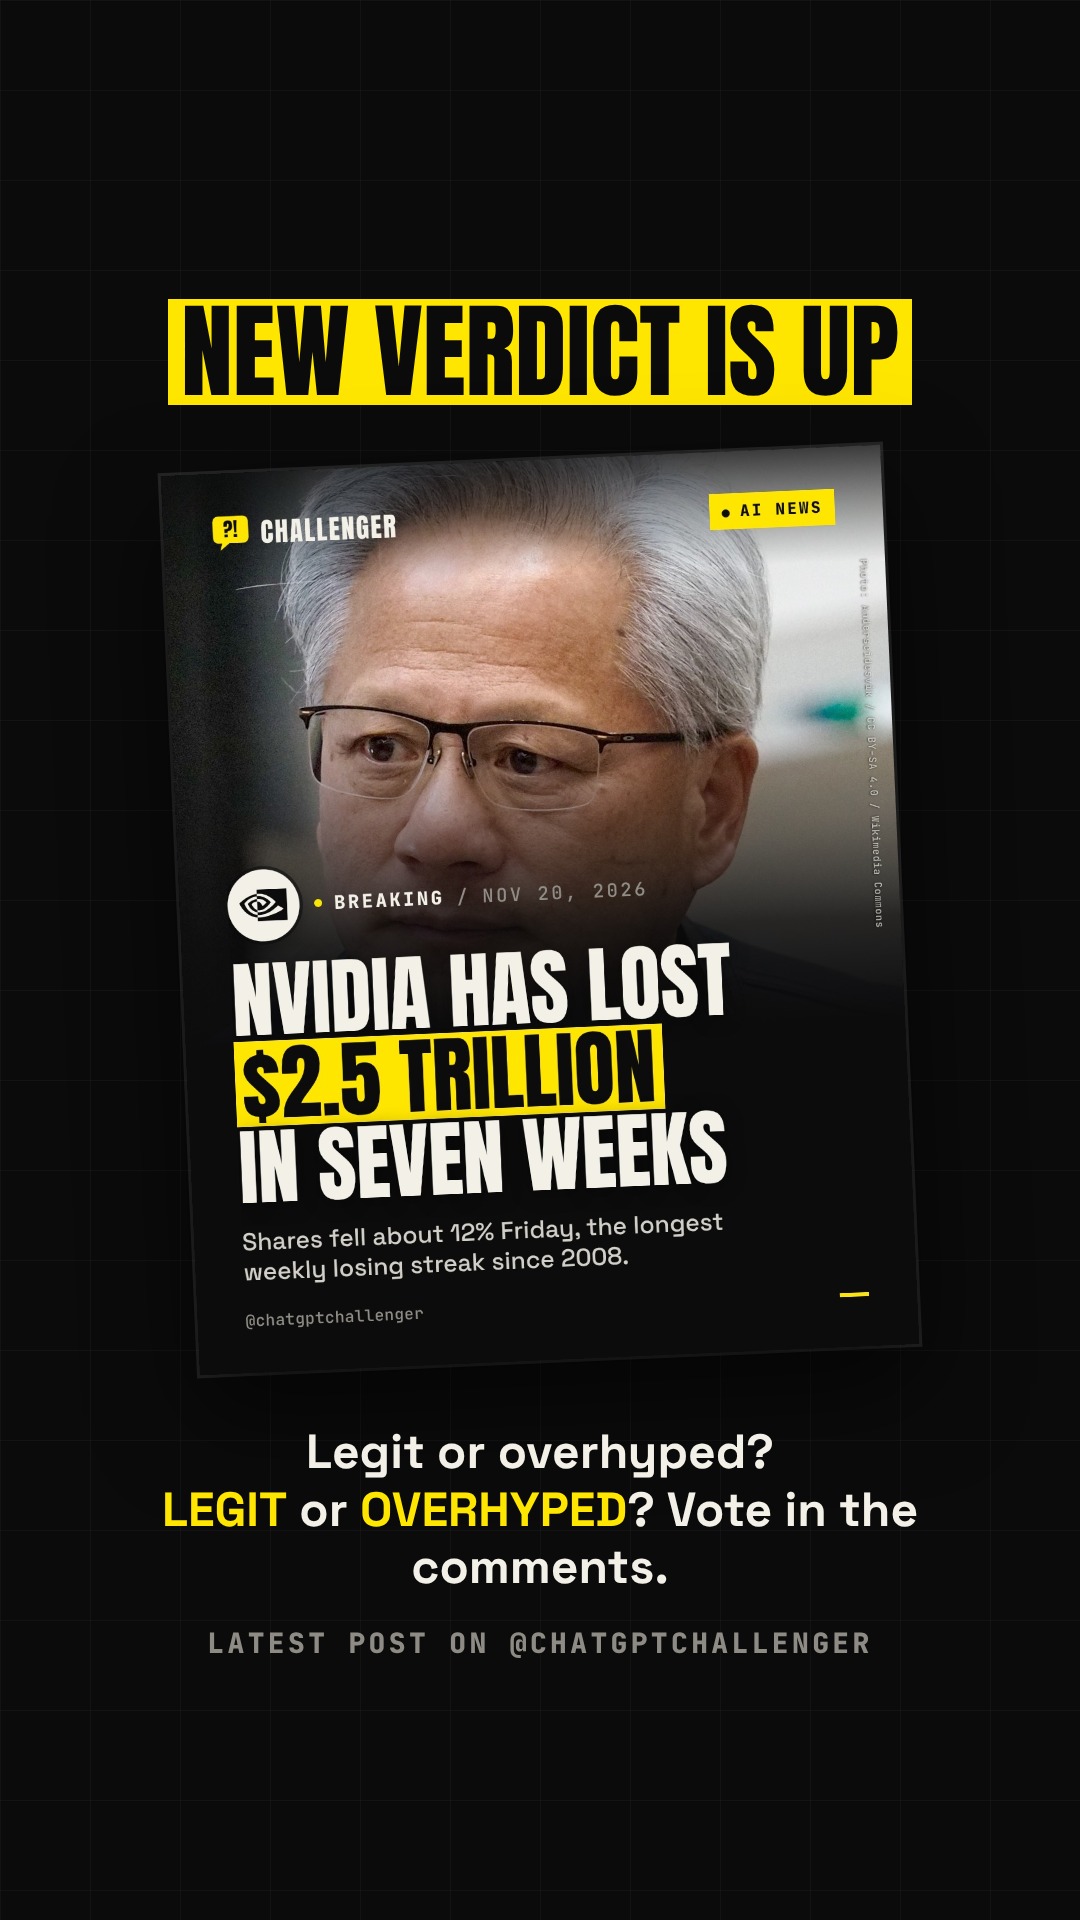 NEW VERDICT IS UP
?! CHALLENGER
• AI NEWS
/ CC BY-SA 4.0 / Wikimedia Commons
• BREAKING / NOV 20, 2026
NVIDIA HAS LOST
$2.5 TRILLION
IN SEVEN WEEKS
Shares fell about 12% Friday, the longest
weekly losing streak since 2008.
@chatgptchallenger
Legit or overhyped?
LEGIT or OVERHYPED? Vote in the
comments.
LATEST POST ON @CHATGPTCHALLENGER